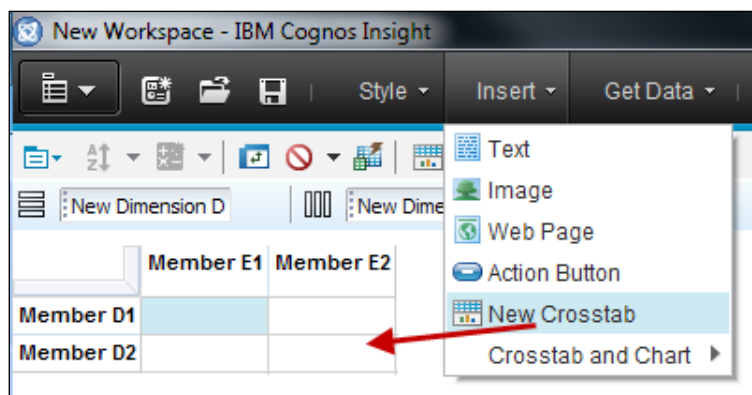 New Workspace - IBM Cognos Insight
Style Insert Get Data
Text
Image
New Dimension D New Dime
Web Page
Member E1 Member E2
Action Button
Member D1
New Crosstab
Member D2
Crosstab and Chart